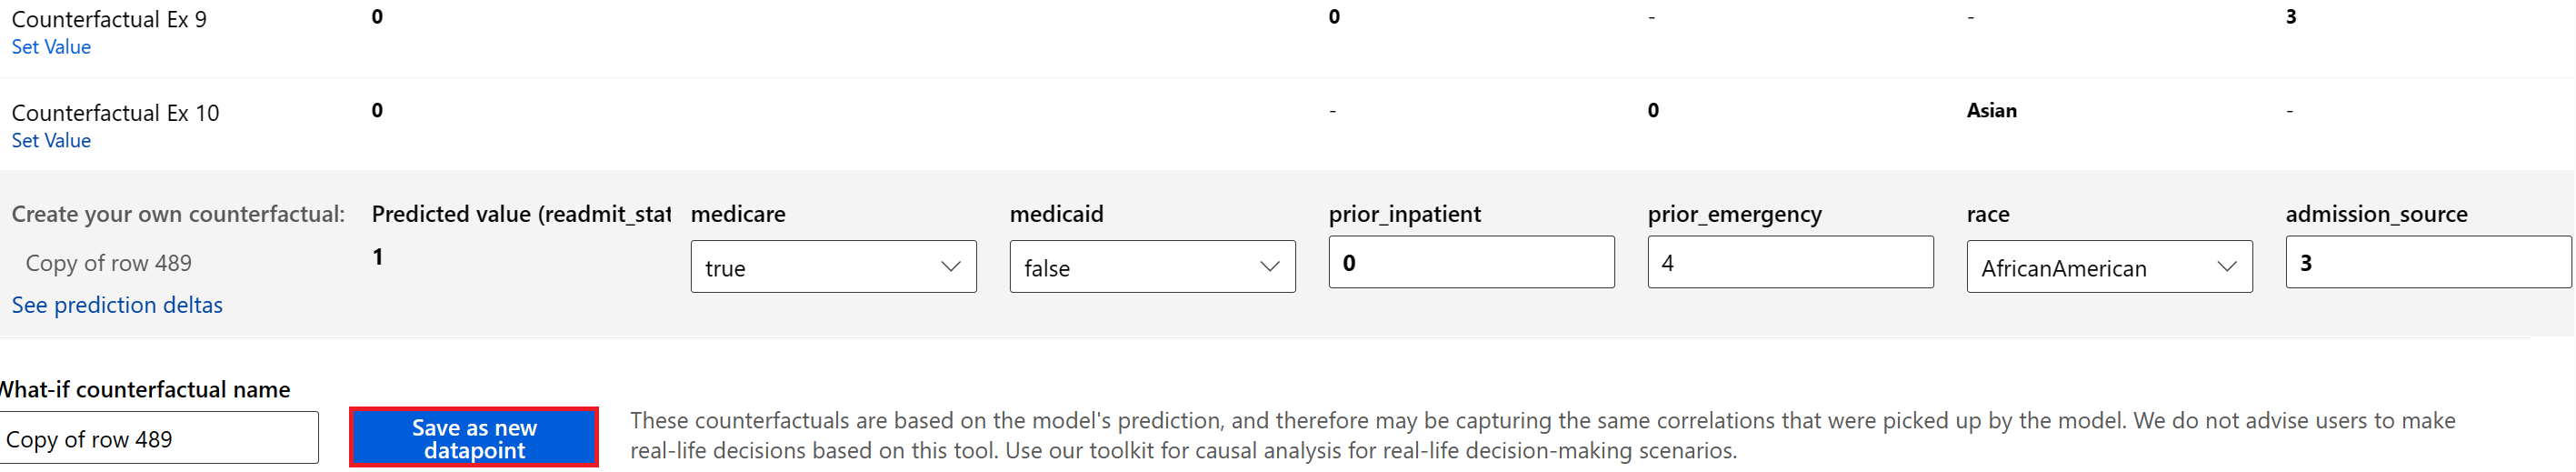 Counterfactual Ex 9 0 0 - - 3
Set Value
Counterfactual Ex 10 0 - 0 Asian -
Set Value
Create your own counterfactual: Predicted value (readmit_stat medicare medicaid prior_inpatient prior_emergency race admission_source
Copy of row 489 1 true false 0 4 AfricanAmerican 3
See prediction deltas
What-if counterfactual name
Copy of row 489
Save as new
datapoint
These counterfactuals are based on the model's prediction, and therefore may be capturing the same correlations that were picked up by the model. We do not advise users to make
real-life decisions based on this tool. Use our toolkit for causal analysis for real-life decision-making scenarios.